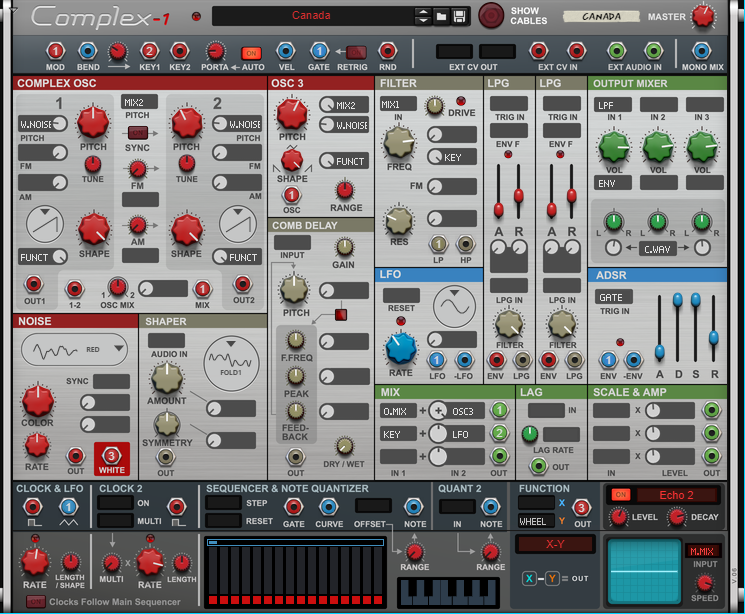 Complex-1
Canada
SHOW CABLES
CANADA
MASTER
MOD BEND KEY1 KEY2 PORTA ON AUTO VEL GATE RETRIG RND EXT CV OUT EXT CV IN EXT AUDIO IN MONO MIX
COMPLEX OSC
1 2
MIX2
PITCH
W.NOISE
PITCH
PITCH
SYNC
PITCH
W.NOISE
PITCH
FM TUNE FM TUNE FM
AM AM AM
SHAPE SHAPE
FUNCT FUNCT
OUT1 1-2 1 2 OSC MIX 1 MIX OUT2
OSC 3
MIX2
W.NOISE
PITCH
FUNCT
SHAPE
1
OSC RANGE
FILTER
MIX1
IN DRIVE
FREQ KEY
FM
RES
1
LP HP
LPG
TRIG IN
ENV F
A R
LPG IN
FILTER
ENV LPG
LPG
TRIG IN
ENV F
A R
LPG IN
FILTER
ENV LPG
OUTPUT MIXER
LPF
IN 1 IN 2 IN 3
VOL VOL VOL
ENV
L R L R L R
C.WAV
COMB DELAY
INPUT GAIN
PITCH
F.FREQ
PEAK
FEED-BACK
OUT DRY / WET
LFO
RESET
RATE
1
LFO -LFO
ADSR
GATE
TRIG IN
1
ENV -ENV
A D S R
NOISE
RED
SYNC
COLOR
RATE OUT
3
WHITE
SHAPER
AUDIO IN
FOLD1
AMOUNT
SYMMETRY
OUT
MIX
O.MIX + OSC3 1
KEY + LFO 2
+
IN 1 IN 2 OUT
LAG
IN
LAG RATE
OUT
SCALE & AMP
X
X
X
IN LEVEL OUT
CLOCK & LFO
1
RATE LENGTH / SHAPE
CLOCK 2
ON
MULTI
MULTI X RATE LENGTH
Clocks Follow Main Sequencer
SEQUENCER & NOTE QUANTIZER
STEP
RESET
GATE CURVE OFFSET NOTE
RANGE
QUANT 2
IN NOTE
RANGE
FUNCTION
X
WHEEL Y
3
OUT
X-Y
X - Y = OUT
ON Echo 2
LEVEL DECAY
M.MIX
INPUT
SPEED